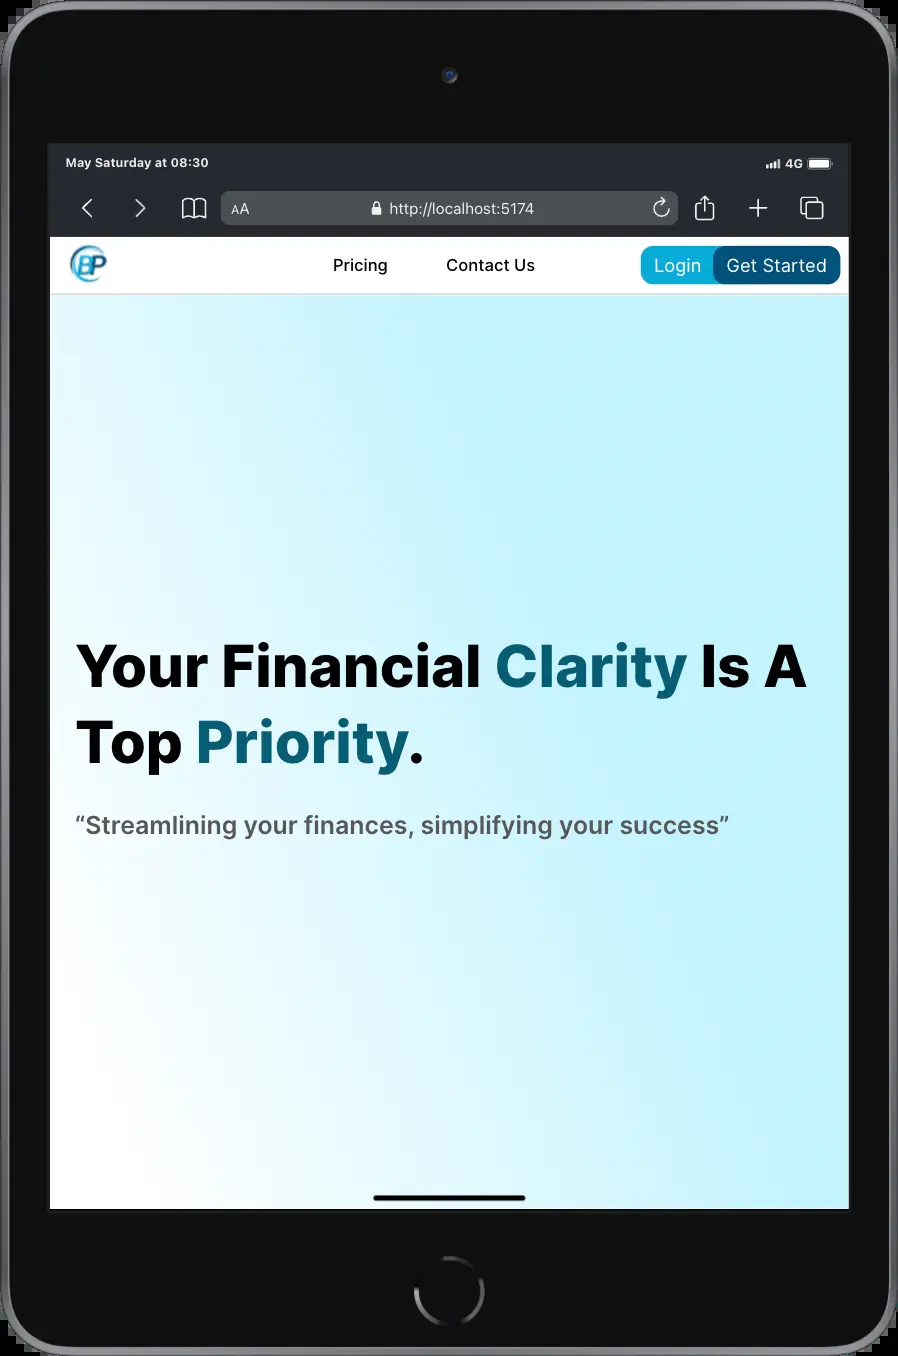 May Saturday at 08:30
4G
AA
http://localhost:5174
BP
Pricing
Contact Us
Login
Get Started
Your Financial Clarity Is A
Top Priority.
“Streamlining your finances, simplifying your success”